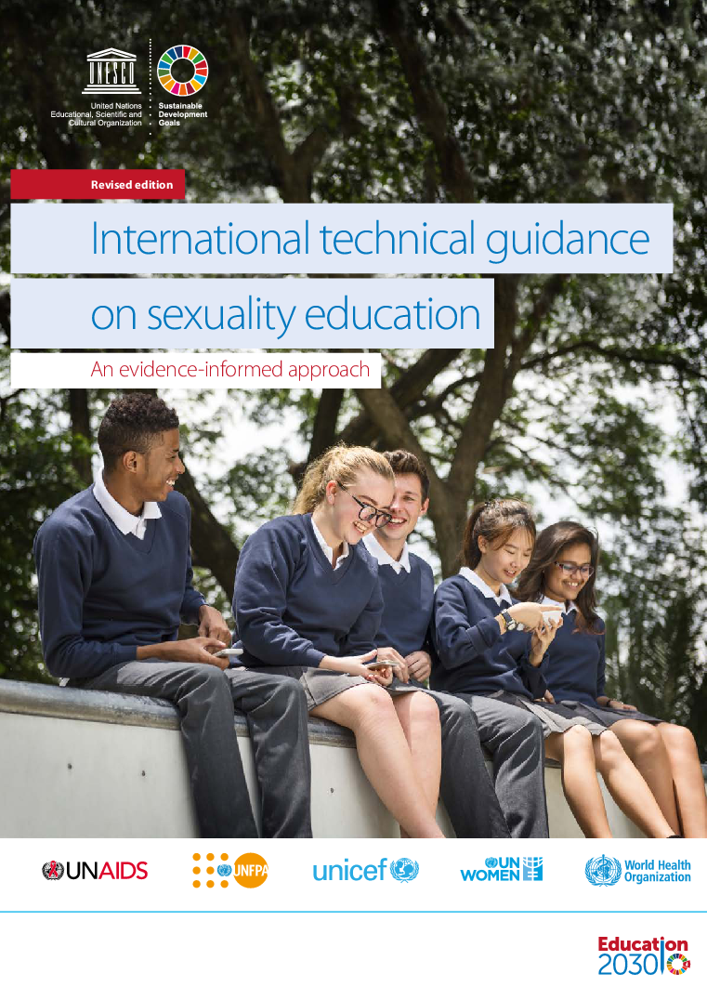 UNESCO
United Nations
Educational, Scientific and
Cultural Organization
Sustainable
Development
Goals
Revised edition
International technical guidance
on sexuality education
An evidence-informed approach
UNAIDS
UNFPA
unicef
UN
WOMEN
World Health
Organization
Education
2030